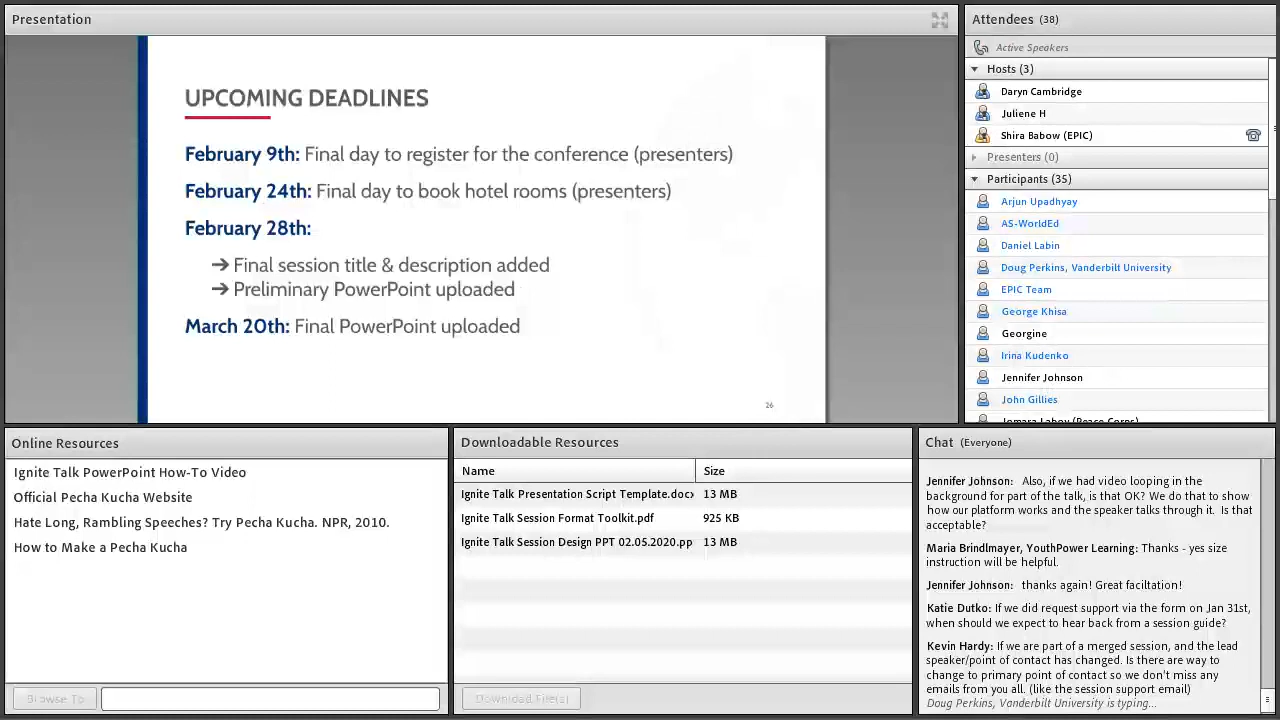 Presentation
UPCOMING DEADLINES
February 9th: Final day to register for the conference (presenters)
February 24th: Final day to book hotel rooms (presenters)
February 28th:
➔ Final session title & description added
➔ Preliminary PowerPoint uploaded
March 20th: Final PowerPoint uploaded
26
Attendees (38)
Active Speakers
Hosts (3)
Daryn Cambridge
Juliene H
Shira Babow (EPIC)
Presenters (0)
Participants (35)
Arjun Upadhyay
AS-WorldEd
Daniel Labin
Doug Perkins, Vanderbilt University
EPIC Team
George Khisa
Georgine
Irina Kudenko
Jennifer Johnson
John Gillies
(Peace Corps)
Online Resources
Ignite Talk PowerPoint How-To Video
Official Pecha Kucha Website
Hate Long, Rambling Speeches? Try Pecha Kucha. NPR, 2010.
How to Make a Pecha Kucha
Browse To
Downloadable Resources
Name Size
Ignite Talk Presentation Script Template.docx 13 MB
Ignite Talk Session Format Toolkit.pdf 925 KB
Ignite Talk Session Design PPT 02.05.2020.pp 13 MB
Download File(s)
Chat (Everyone)
Jennifer Johnson: Also, if we had video looping in the
background for part of the talk, is that OK? We do that to show
how our platform works and the speaker talks through it. Is that
acceptable?
Maria Brindlmayer, YouthPower Learning: Thanks - yes size
instruction will be helpful.
Jennifer Johnson: thanks again! Great faciltation!
Katie Dutko: If we did request support via the form on Jan 31st,
when should we expect to hear back from a session guide?
Kevin Hardy: If we are part of a merged session, and the lead
speaker/point of contact has changed. Is there are way to
change to primary point of contact so we don't miss any
emails from you all. (like the session support email)
Doug Perkins, Vanderbilt University is typing...